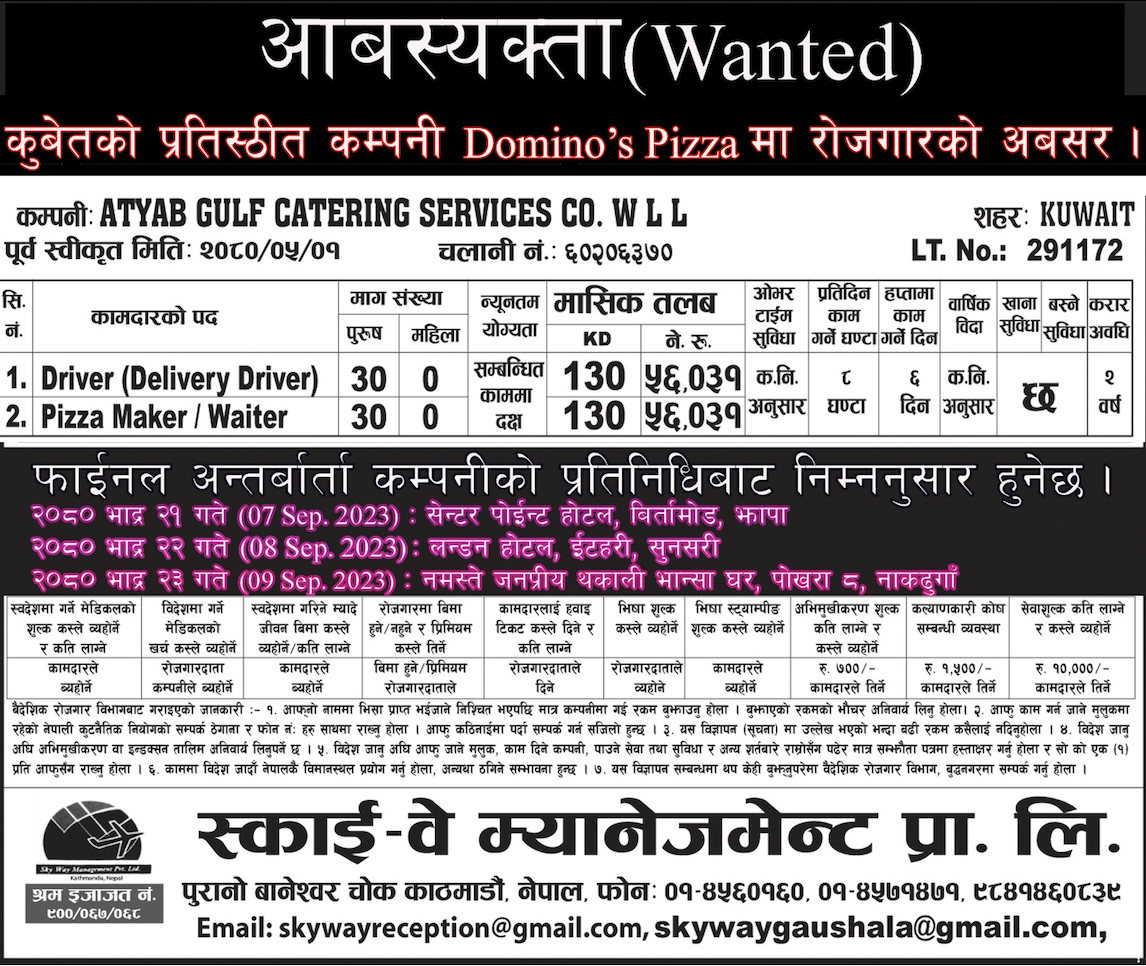 आबस्यक्ता(Wanted)
कुबेतको प्रतिस्ठीत कम्पनी Domino's Pizza मा रोजगारको अबसर ।
कम्पनी: ATYAB GULF CATERING SERVICES CO. W L L शहर: KUWAIT
पूर्व स्वीकृत मिति: २०८०/०५/०१ चलानी नं.: ६०२०६३७० LT. No.: 291172
सि. नं. कामदारको पद माग संख्या पुरुष महिला न्यूनतम योग्यता मासिक तलब KD ने. रु. ओभर टाईम सुविधा प्रतिदिन काम गर्ने घण्टा हप्तामा काम गर्ने दिन वार्षिक विदा खाना सुविधा बस्ने सुविधा करार अवधि
1. Driver (Delivery Driver) 30 0 सम्बन्धित काममा दक्ष 130 ५६,०३१ क.नि. अनुसार ८ घण्टा ६ दिन क.नि. अनुसार छ २ वर्ष
2. Pizza Maker / Waiter 30 0 130 ५६,०३१
फाईनल अन्तर्बार्ता कम्पनीको प्रतिनिधिबाट निम्ननुसार हुनेछ ।
२०८० भाद्र २१ गते (07 Sep. 2023) : सेन्टर पोईन्ट होटल, बिर्तामोड, झापा
२०८० भाद्र २२ गते (08 Sep. 2023) : लन्डन होटल, ईटहरी, सुनसरी
२०८० भाद्र २३ गते (09 Sep. 2023) : नमस्ते जनप्रीय थकाली भान्सा घर, पोखरा ८, नाकढुगाँ
स्वदेशमा गर्ने मेडिकलको शुल्क कस्ले व्यहोर्ने र कति लाग्ने
विदेशमा गर्ने मेडिकलको खर्च कस्ले व्यहोर्ने
स्वदेशमा गरिने म्यादे जीवन बिमा कस्ले व्यहोर्ने/कति लाग्ने
रोजगारमा बिमा हुने/नहुने र प्रिमियम कस्ले तिर्ने
कामदारलाई हवाइ टिकट कस्ले दिने र कति लाग्ने
भिषा शुल्क कस्ले व्यहोर्ने
भिषा स्ट्याम्पीङ शुल्क कस्ले व्यहोर्ने
अभिमुखीकरण शुल्क कति लाग्ने र कस्ले व्यहोर्ने
कल्याणकारी कोष सम्बन्धी व्यवस्था
सेवाशुल्क कति लाग्ने र कस्ले व्यहोर्ने
कामदारले व्यहोर्ने
रोजगारदाता कम्पनीले व्यहोर्ने
कामदारले व्यहोर्ने
बिमा हुने/प्रिमियम रोजगारदाताले
रोजगारदाताले दिने
रोजगारदाताले व्यहोने
कामदारले व्यहोर्ने
रु. ७००/- कामदारले तिर्ने
रु. १,५००/- कामदारले तिर्ने
रु. १०,०००/- कामदारले तिर्ने
बैदेशिक रोजगार विभागबाट गराइएको जानकारी :- १. आफ्नो नाममा भिसा प्राप्त भईजाने निश्चित भएपछि मात्र कम्पनीमा गई रकम बुझाउनु होला । बुझाएको रकमको भौचर अनिवार्य लिनु होला। २. आफु काम गर्न जाने मुलुकमा
रहेको नेपाली कुटनैतिक नियोगको सम्पर्क ठेगाना र फोन नं: हरु साथमा राख्नु होला । आफु कठिनाईमा पर्दा सम्पर्क गर्न सजिलो हुन्छ । ३. यस विज्ञापन (सूचना) मा उल्लेख भएको भन्दा बढी रकम कसैलाई नदिनुहोला । ४. विदेश जानु
अघि अभिमुखीकरण वा इन्डक्सन तालिम अनिवार्य लिनुपर्ने छ । ५. विदेश जानु अघि आफु जाने मुलुक, काम दिने कम्पनी, पाउने सेवा तथा सुविधा र अन्य शर्तबारे राम्रोसँग पढेर मात्र सम्झौता पत्रमा हस्ताक्षर गर्नु होला र सो को एक (१)
प्रति आफुसँग राख्नु होला । ६. काममा विदेश जादाँ नेपालकै विमानस्थल प्रयोग गर्नु होला, अन्यथा ठगिने सम्भावना हुन्छ । ७. यस विज्ञापन सम्बन्धमा थप केही बुझ्नुपरेमा वैदेशिक रोजगार विभाग, बुद्धनगरमा सम्पर्क गर्नु होला ।
Sky Way Management Pvt. Ltd.
Kathmandu, Nepal
श्रम इजाजत नं.
९००/०६७/०६८
स्काई-वे म्यानेजमेन्ट प्रा. लि.
पुरानो बानेश्वर चोक काठमाडौं, नेपाल, फोन: ०१-४५६०१६०, ०१-४५७१४७१, ९८४१४६०८३९
Email: skywayreception@gmail.com, skywaygaushala@gmail.com,